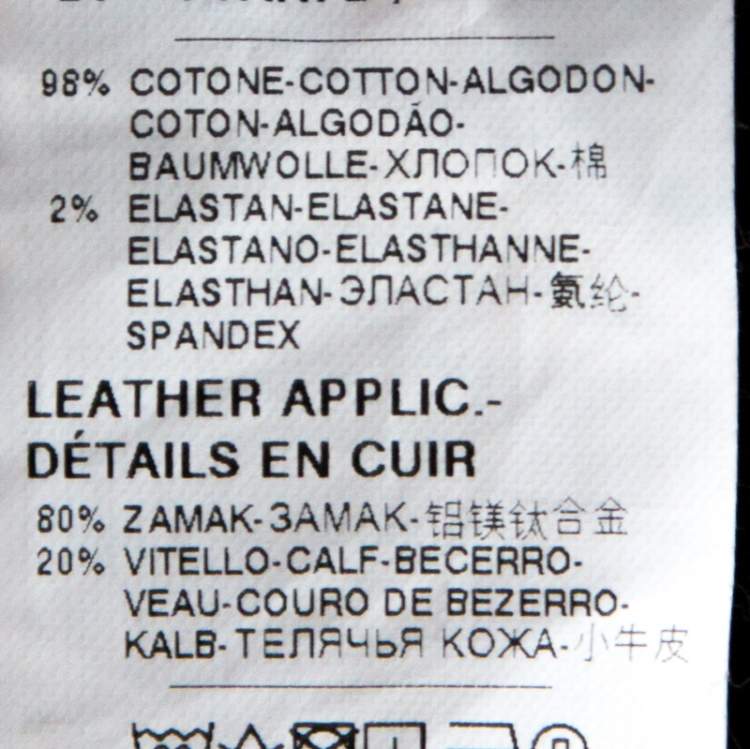 98% COTONE-COTTON-ALGODON-
COTON-ALGODÃO-
BAUMWOLLE-ХЛОПОК-棉
2% ELASTAN-ELASTANE-
ELASTANO-ELASTHANNE-
ELASTHAN-ЭЛАСТАН-氨纶-
SPANDEX
LEATHER APPLIC.-
DÉTAILS EN CUIR
80% ZAMAK-ЗАМАК-铝镁钛合金
20% VITELLO-CALF-BECERRO-
VEAU-COURO DE BEZERRO-
KALB-ТЕЛЯЧЬЯ КОЖА-小牛皮